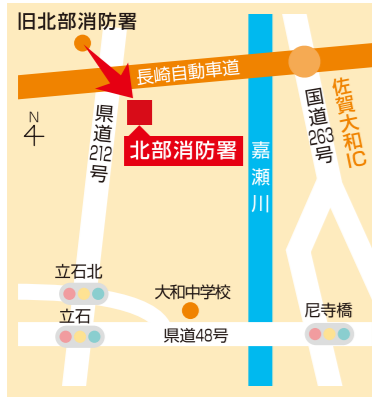 旧北部消防署
長崎自動車道
佐賀大和IC
国道263号
N
4
県道212号
北部消防署
嘉瀬川
立石北
大和中学校
尼寺橋
立石
県道48号